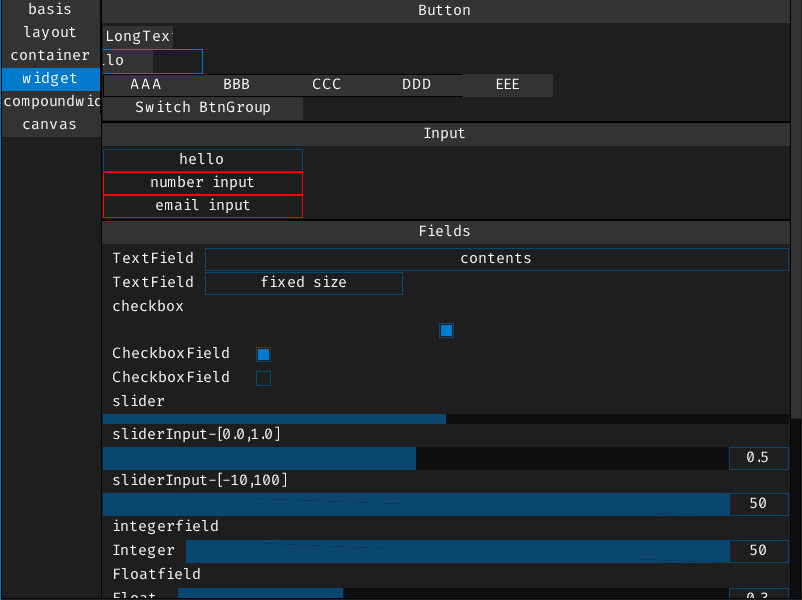 basis
layout
container
widget
compoundwid
canvas
Button
LongTex
lo
AAA BBB CCC DDD EEE
Switch BtnGroup
Input
hello
number input
email input
Fields
TextField contents
TextField fixed size
checkbox
CheckboxField
CheckboxField
slider
sliderInput-[0.0,1.0]
0.5
sliderInput-[-10,100]
50
integerfield
Integer 50
Floatfield
Float 0.3